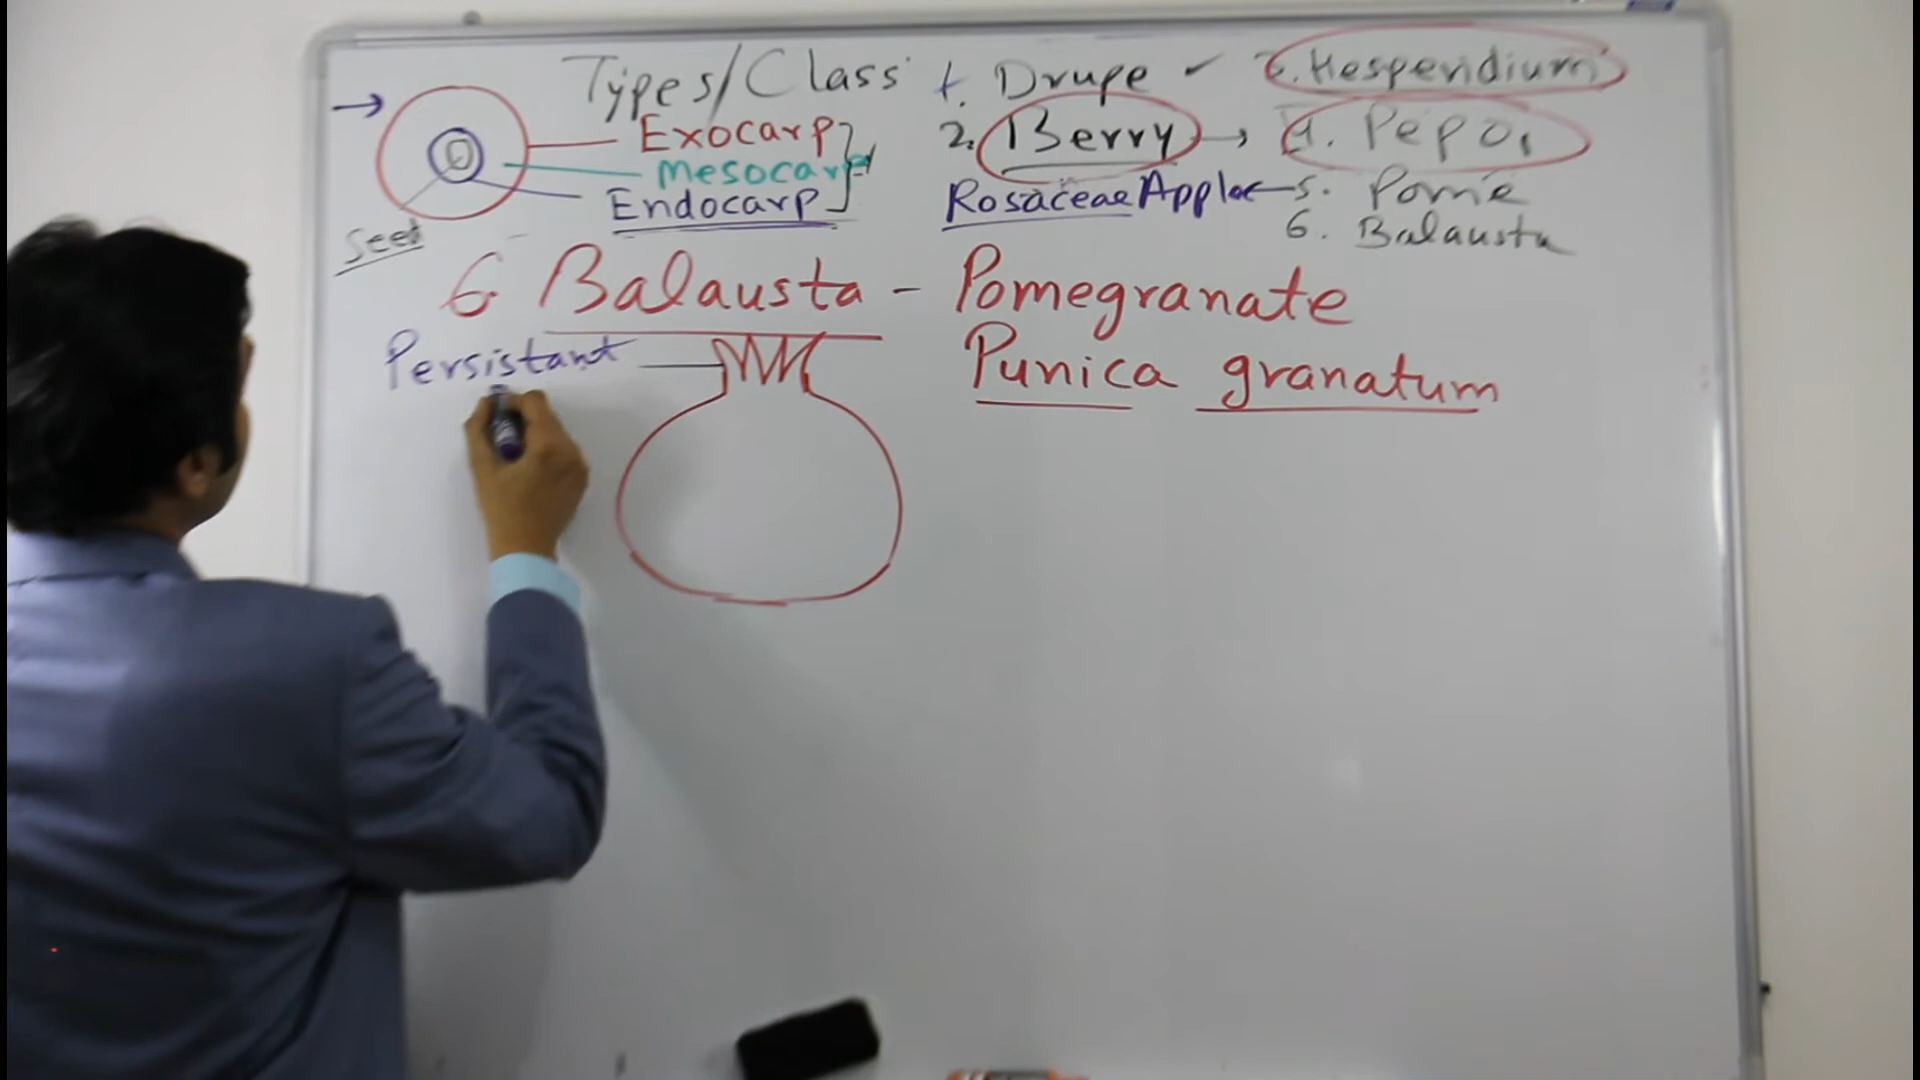 Types/Class 1. Drupe 3. Hesperidium
Exocarp 2. Berry 4. Pepo
Mesocarp
Endocarp Rosaceae Apple 5. Pome
Seed 6. Balausta
6 Balausta - Pomegranate
Persistant Punica granatum